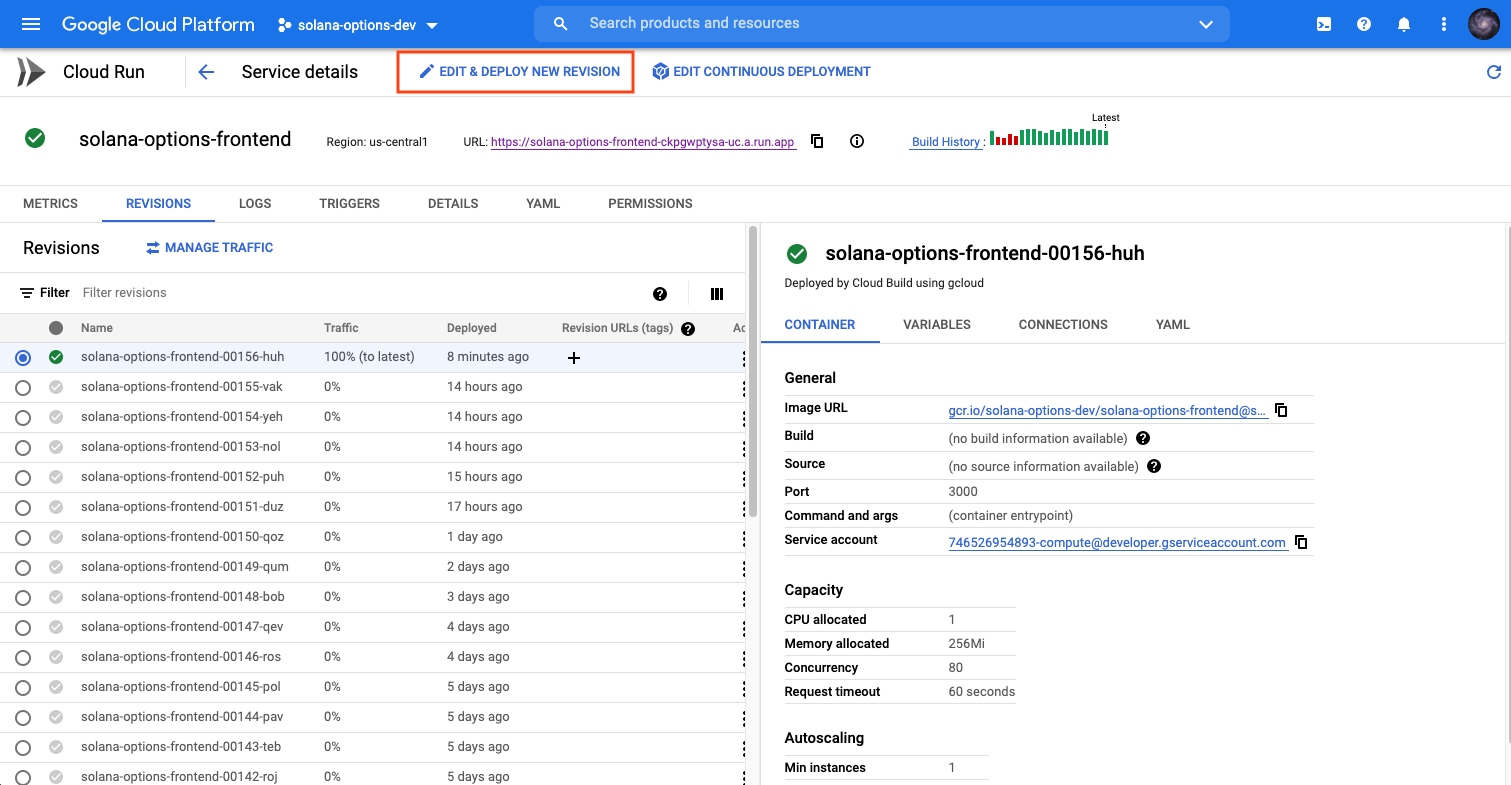 Google Cloud Platform solana-options-dev Search products and resources
Cloud Run Service details EDIT & DEPLOY NEW REVISION EDIT CONTINUOUS DEPLOYMENT
Latest
solana-options-frontend Region: us-central1 URL: https://solana-options-frontend-ckpgwptysa-uc.a.run.app Build History :
METRICS REVISIONS LOGS TRIGGERS DETAILS YAML PERMISSIONS
Revisions MANAGE TRAFFIC
Filter Filter revisions
Name Traffic Deployed Revision URLs (tags) Ac
solana-options-frontend-00156-huh 100% (to latest) 8 minutes ago
solana-options-frontend-00155-vak 0% 14 hours ago
solana-options-frontend-00154-yeh 0% 14 hours ago
solana-options-frontend-00153-nol 0% 14 hours ago
solana-options-frontend-00152-puh 0% 15 hours ago
solana-options-frontend-00151-duz 0% 17 hours ago
solana-options-frontend-00150-qoz 0% 1 day ago
solana-options-frontend-00149-qum 0% 2 days ago
solana-options-frontend-00148-bob 0% 3 days ago
solana-options-frontend-00147-qev 0% 4 days ago
solana-options-frontend-00146-ros 0% 4 days ago
solana-options-frontend-00145-pol 0% 5 days ago
solana-options-frontend-00144-pav 0% 5 days ago
solana-options-frontend-00143-teb 0% 5 days ago
solana-options-frontend-00142-roj 0% 5 days ago
solana-options-frontend-00156-huh
Deployed by Cloud Build using gcloud
CONTAINER VARIABLES CONNECTIONS YAML
General
Image URL gcr.io/solana-options-dev/solana-options-frontend@s...
Build (no build information available)
Source (no source information available)
Port 3000
Command and args (container entrypoint)
Service account 746526954893-compute@developer.gserviceaccount.com
Capacity
CPU allocated 1
Memory allocated 256Mi
Concurrency 80
Request timeout 60 seconds
Autoscaling
Min instances 1